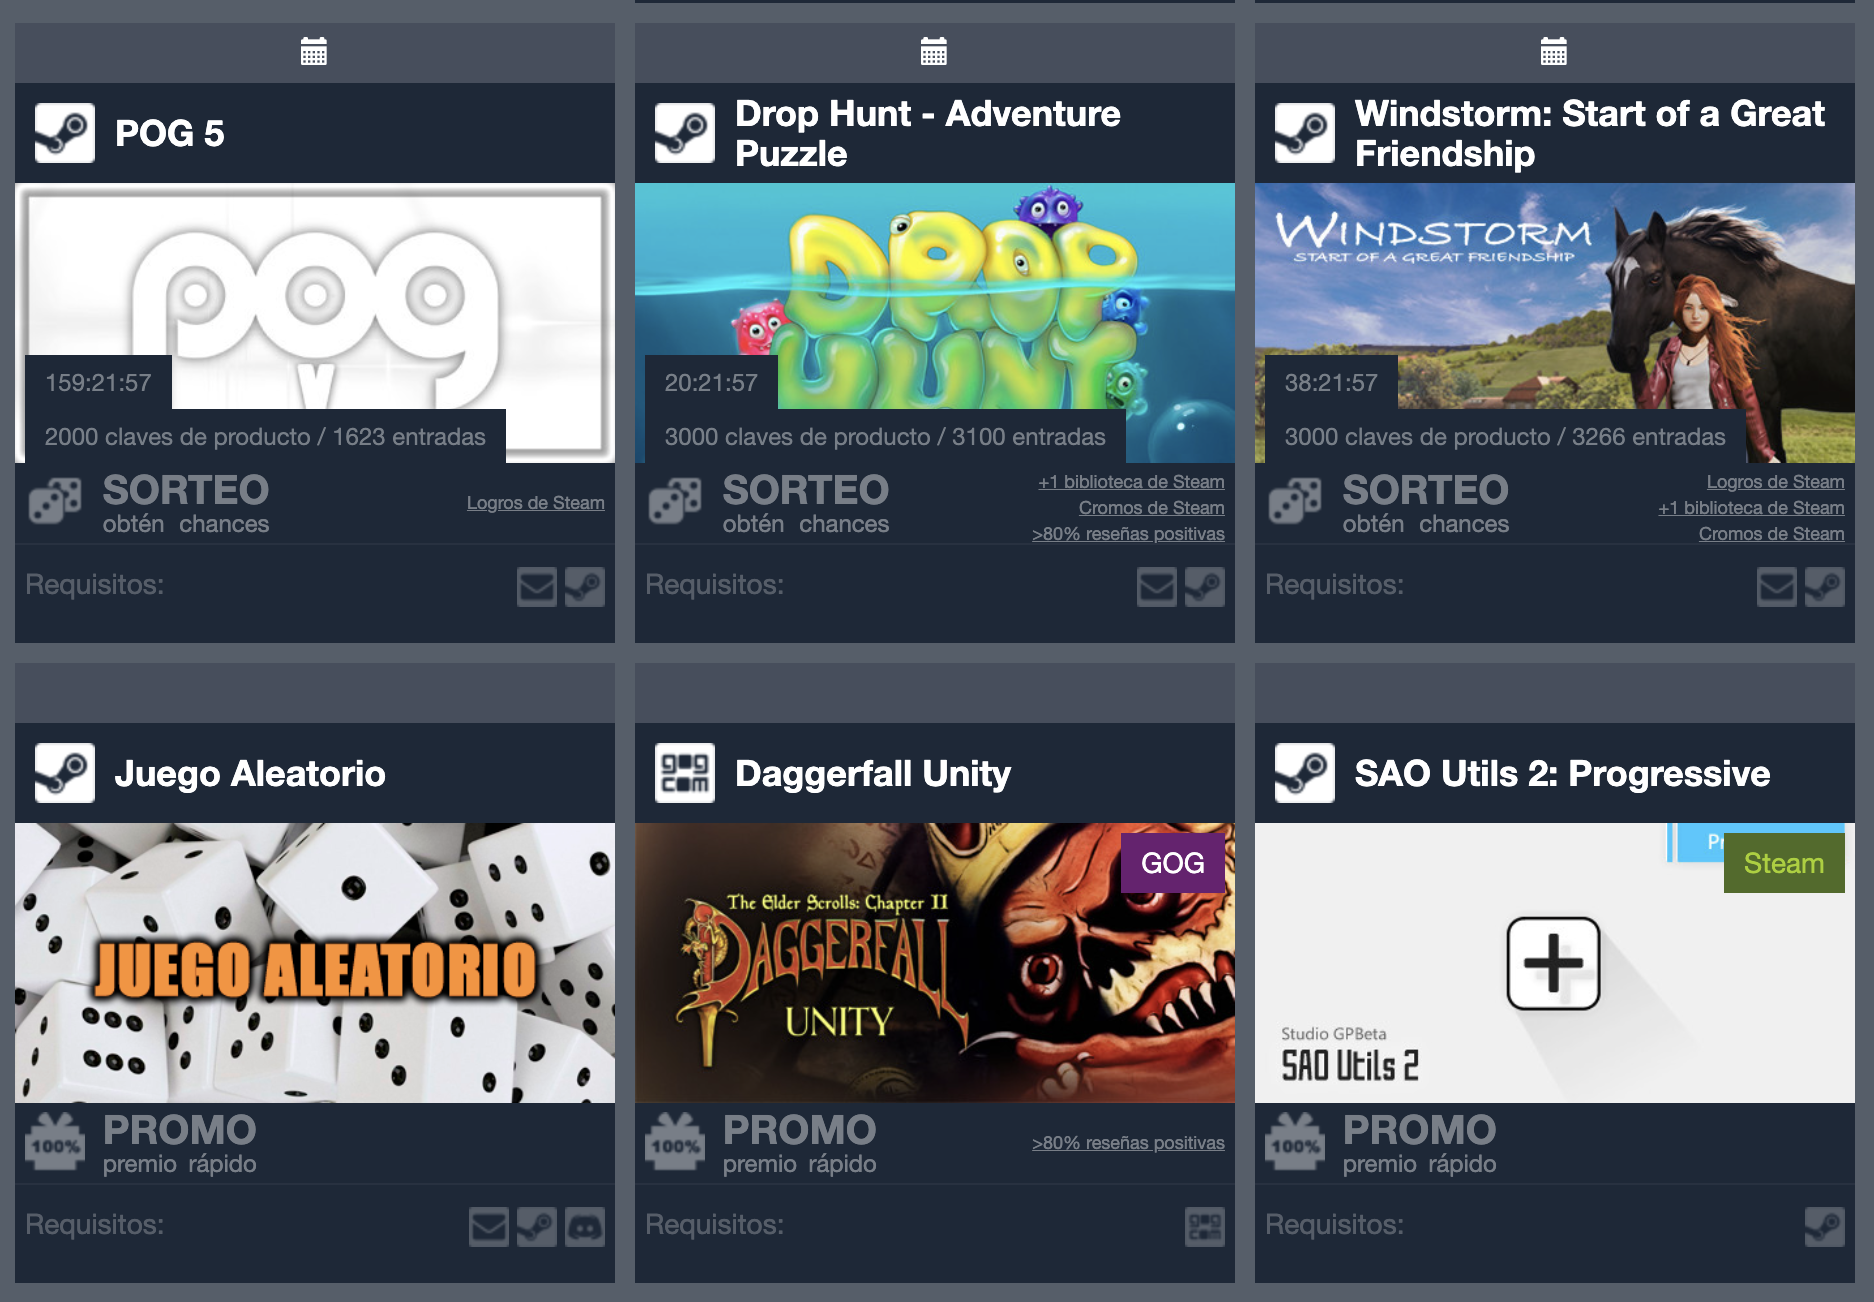 POG 5
pog
V
159:21:57
2000 claves de producto / 1623 entradas
SORTEO
obtén chances
Logros de Steam
Requisitos:
Drop Hunt - Adventure
Puzzle
DROP
HUNT
20:21:57
3000 claves de producto / 3100 entradas
SORTEO
obtén chances
+1 biblioteca de Steam
Cromos de Steam
>80% reseñas positivas
Requisitos:
Windstorm: Start of a Great
Friendship
WINDSTORM
START OF A GREAT FRIENDSHIP
38:21:57
3000 claves de producto / 3266 entradas
SORTEO
obtén chances
Logros de Steam
+1 biblioteca de Steam
Cromos de Steam
Requisitos:
Juego Aleatorio
JUEGO ALEATORIO
100%
PROMO
premio rápido
Requisitos:
gog
com
Daggerfall Unity
GOG
The Elder Scrolls: Chapter II
DAGGERFALL
UNITY
100%
PROMO
premio rápido
>80% reseñas positivas
Requisitos:
gog
com
SAO Utils 2: Progressive
Steam
Studio GPBeta
SAO Utils 2
100%
PROMO
premio rápido
Requisitos: